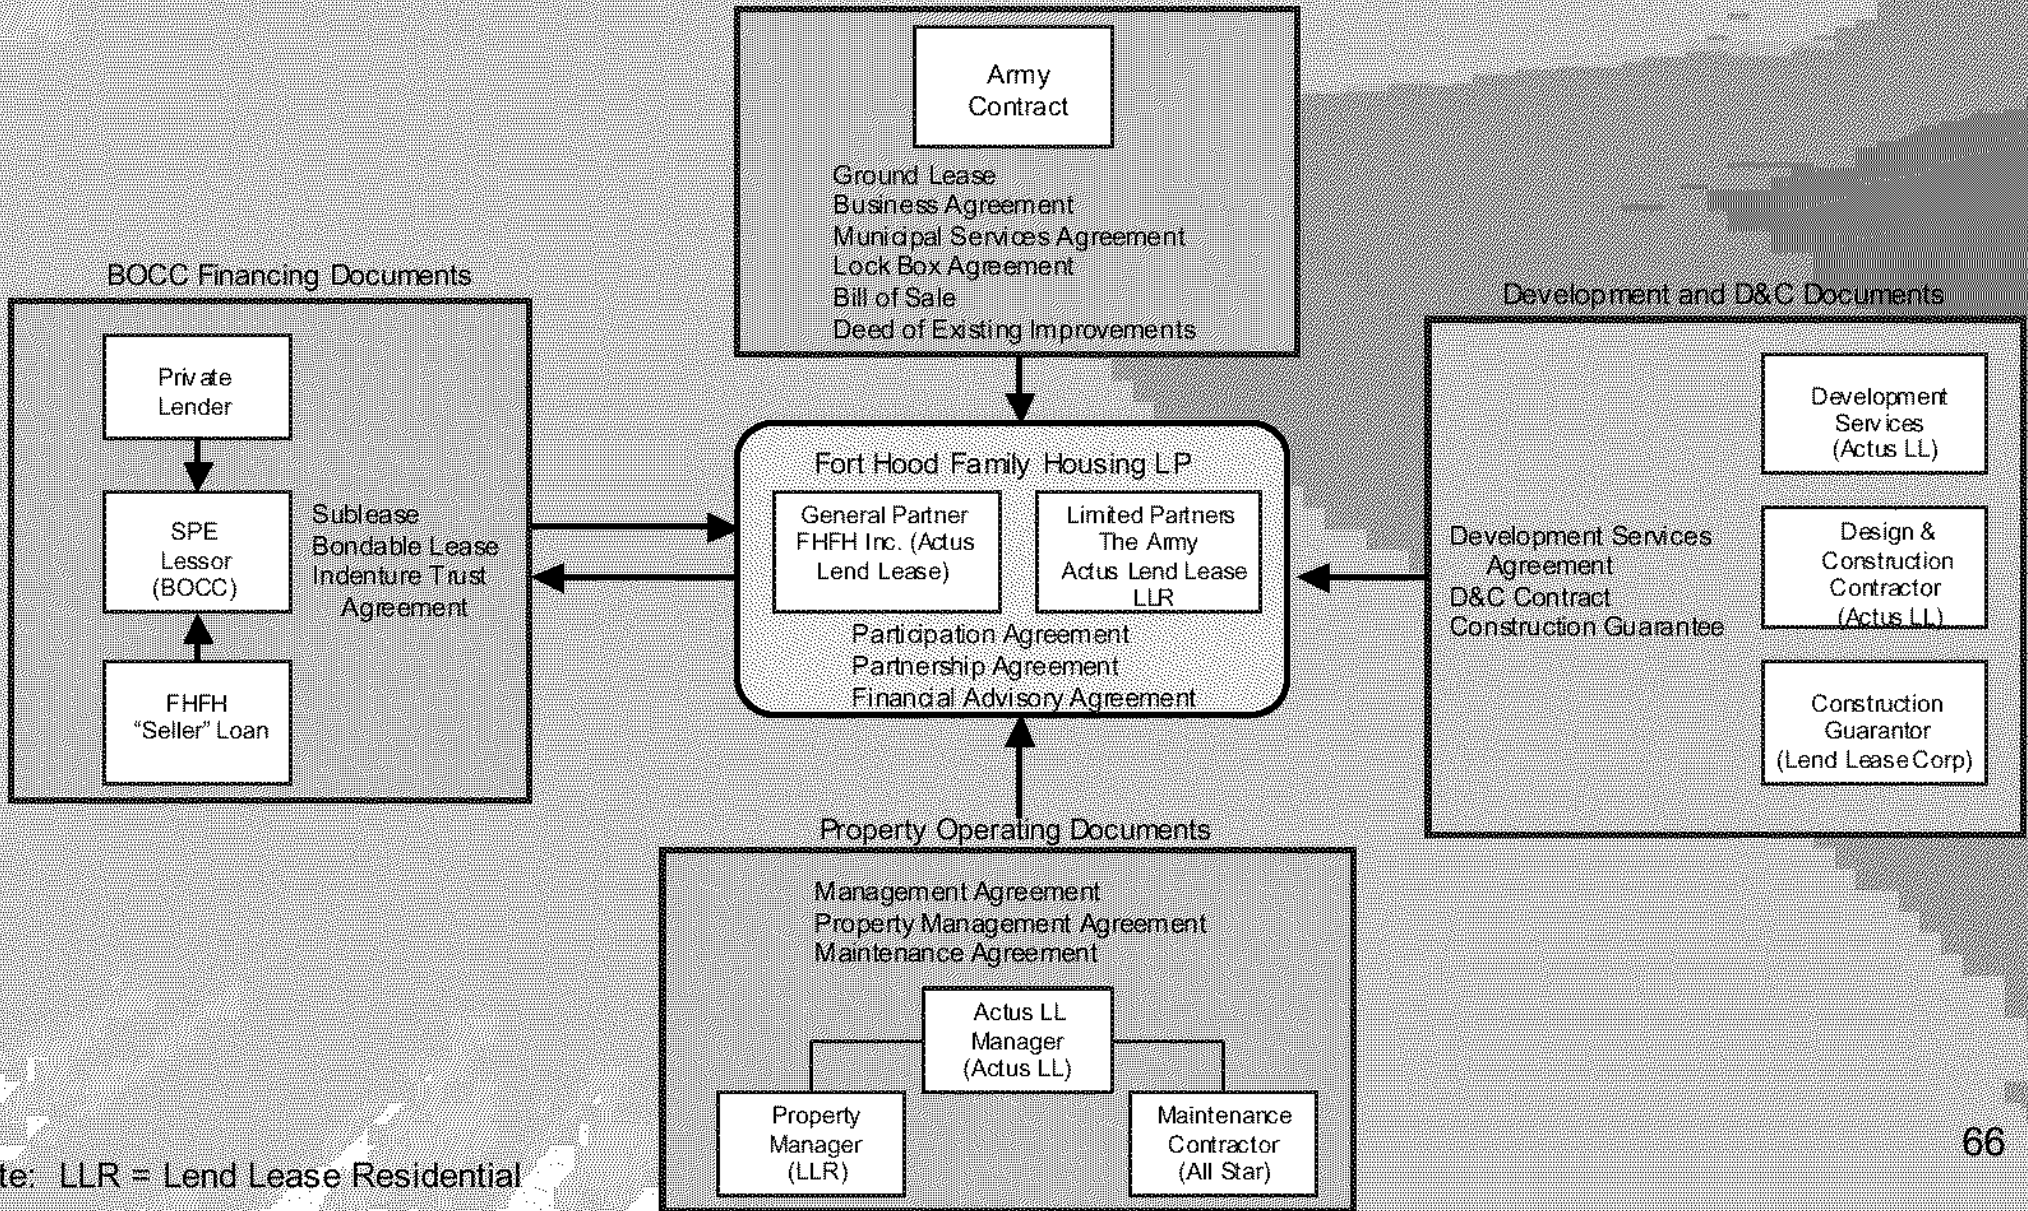 Army
Contract
Ground Lease
Business Agreement
Municipal Services Agreement
Lock Box Agreement
Bill of Sale
Deed of Existing Improvements
BOCC Financing Documents
Private
Lender
SPE
Lessor
(BOCC)
FHFH
“Seller” Loan
Sublease
Bondable Lease
Indenture Trust
Agreement
Fort Hood Family Housing LP
General Partner
FHFH Inc. (Actus
Lend Lease)
Limited Partners
The Army
Actus Lend Lease
LLR
Participation Agreement
Partnership Agreement
Financial Advisory Agreement
Development and D&C Documents
Development Services
Agreement
D&C Contract
Construction Guarantee
Development
Services
(Actus LL)
Design &
Construction
Contractor
(Actus LL)
Construction
Guarantor
(Lend Lease Corp)
Property Operating Documents
Management Agreement
Property Management Agreement
Maintenance Agreement
Actus LL
Manager
(Actus LL)
Property
Manager
(LLR)
Maintenance
Contractor
(All Star)
te: LLR = Lend Lease Residential
66